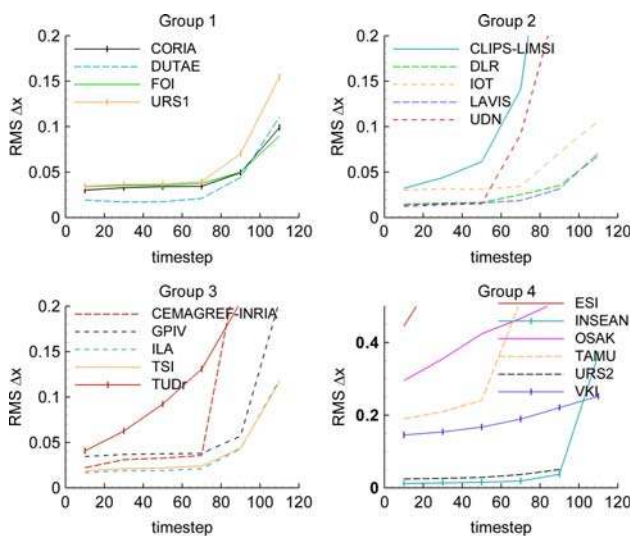 Group 1
0.2
0.15
0.1
0.05
0
RMS Δx
CORIA
DUTAE
FOI
URS1
0 20 40 60 80 100 120
timestep
Group 2
0.2
0.15
0.1
0.05
0
RMS Δx
CLIPS-LIMSI
DLR
IOT
LAVIS
UDN
0 20 40 60 80 100 120
timestep
Group 3
0.2
0.15
0.1
0.05
0
RMS Δx
CEMAGREF-INRIA
GPIV
ILA
TSI
TUDr
0 20 40 60 80 100 120
timestep
Group 4
0.4
0.2
0
RMS Δx
ESI
INSEAN
OSAK
TAMU
URS2
VKI
0 20 40 60 80 100 120
timestep